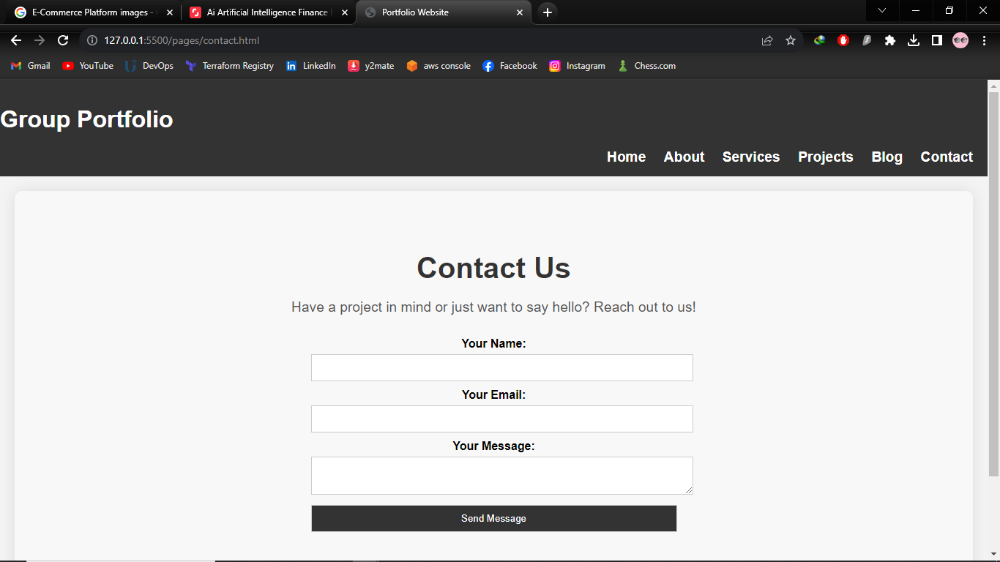 E-Commerce Platform images -
Ai Artificial Intelligence Finance
Portfolio Website
127.0.0.1:5500/pages/contact.html
Gmail
YouTube
DevOps
Terraform Registry
LinkedIn
y2mate
aws console
Facebook
Instagram
Chess.com
Group Portfolio
Home About Services Projects Blog Contact
Contact Us
Have a project in mind or just want to say hello? Reach out to us!
Your Name:
Your Email:
Your Message:
Send Message